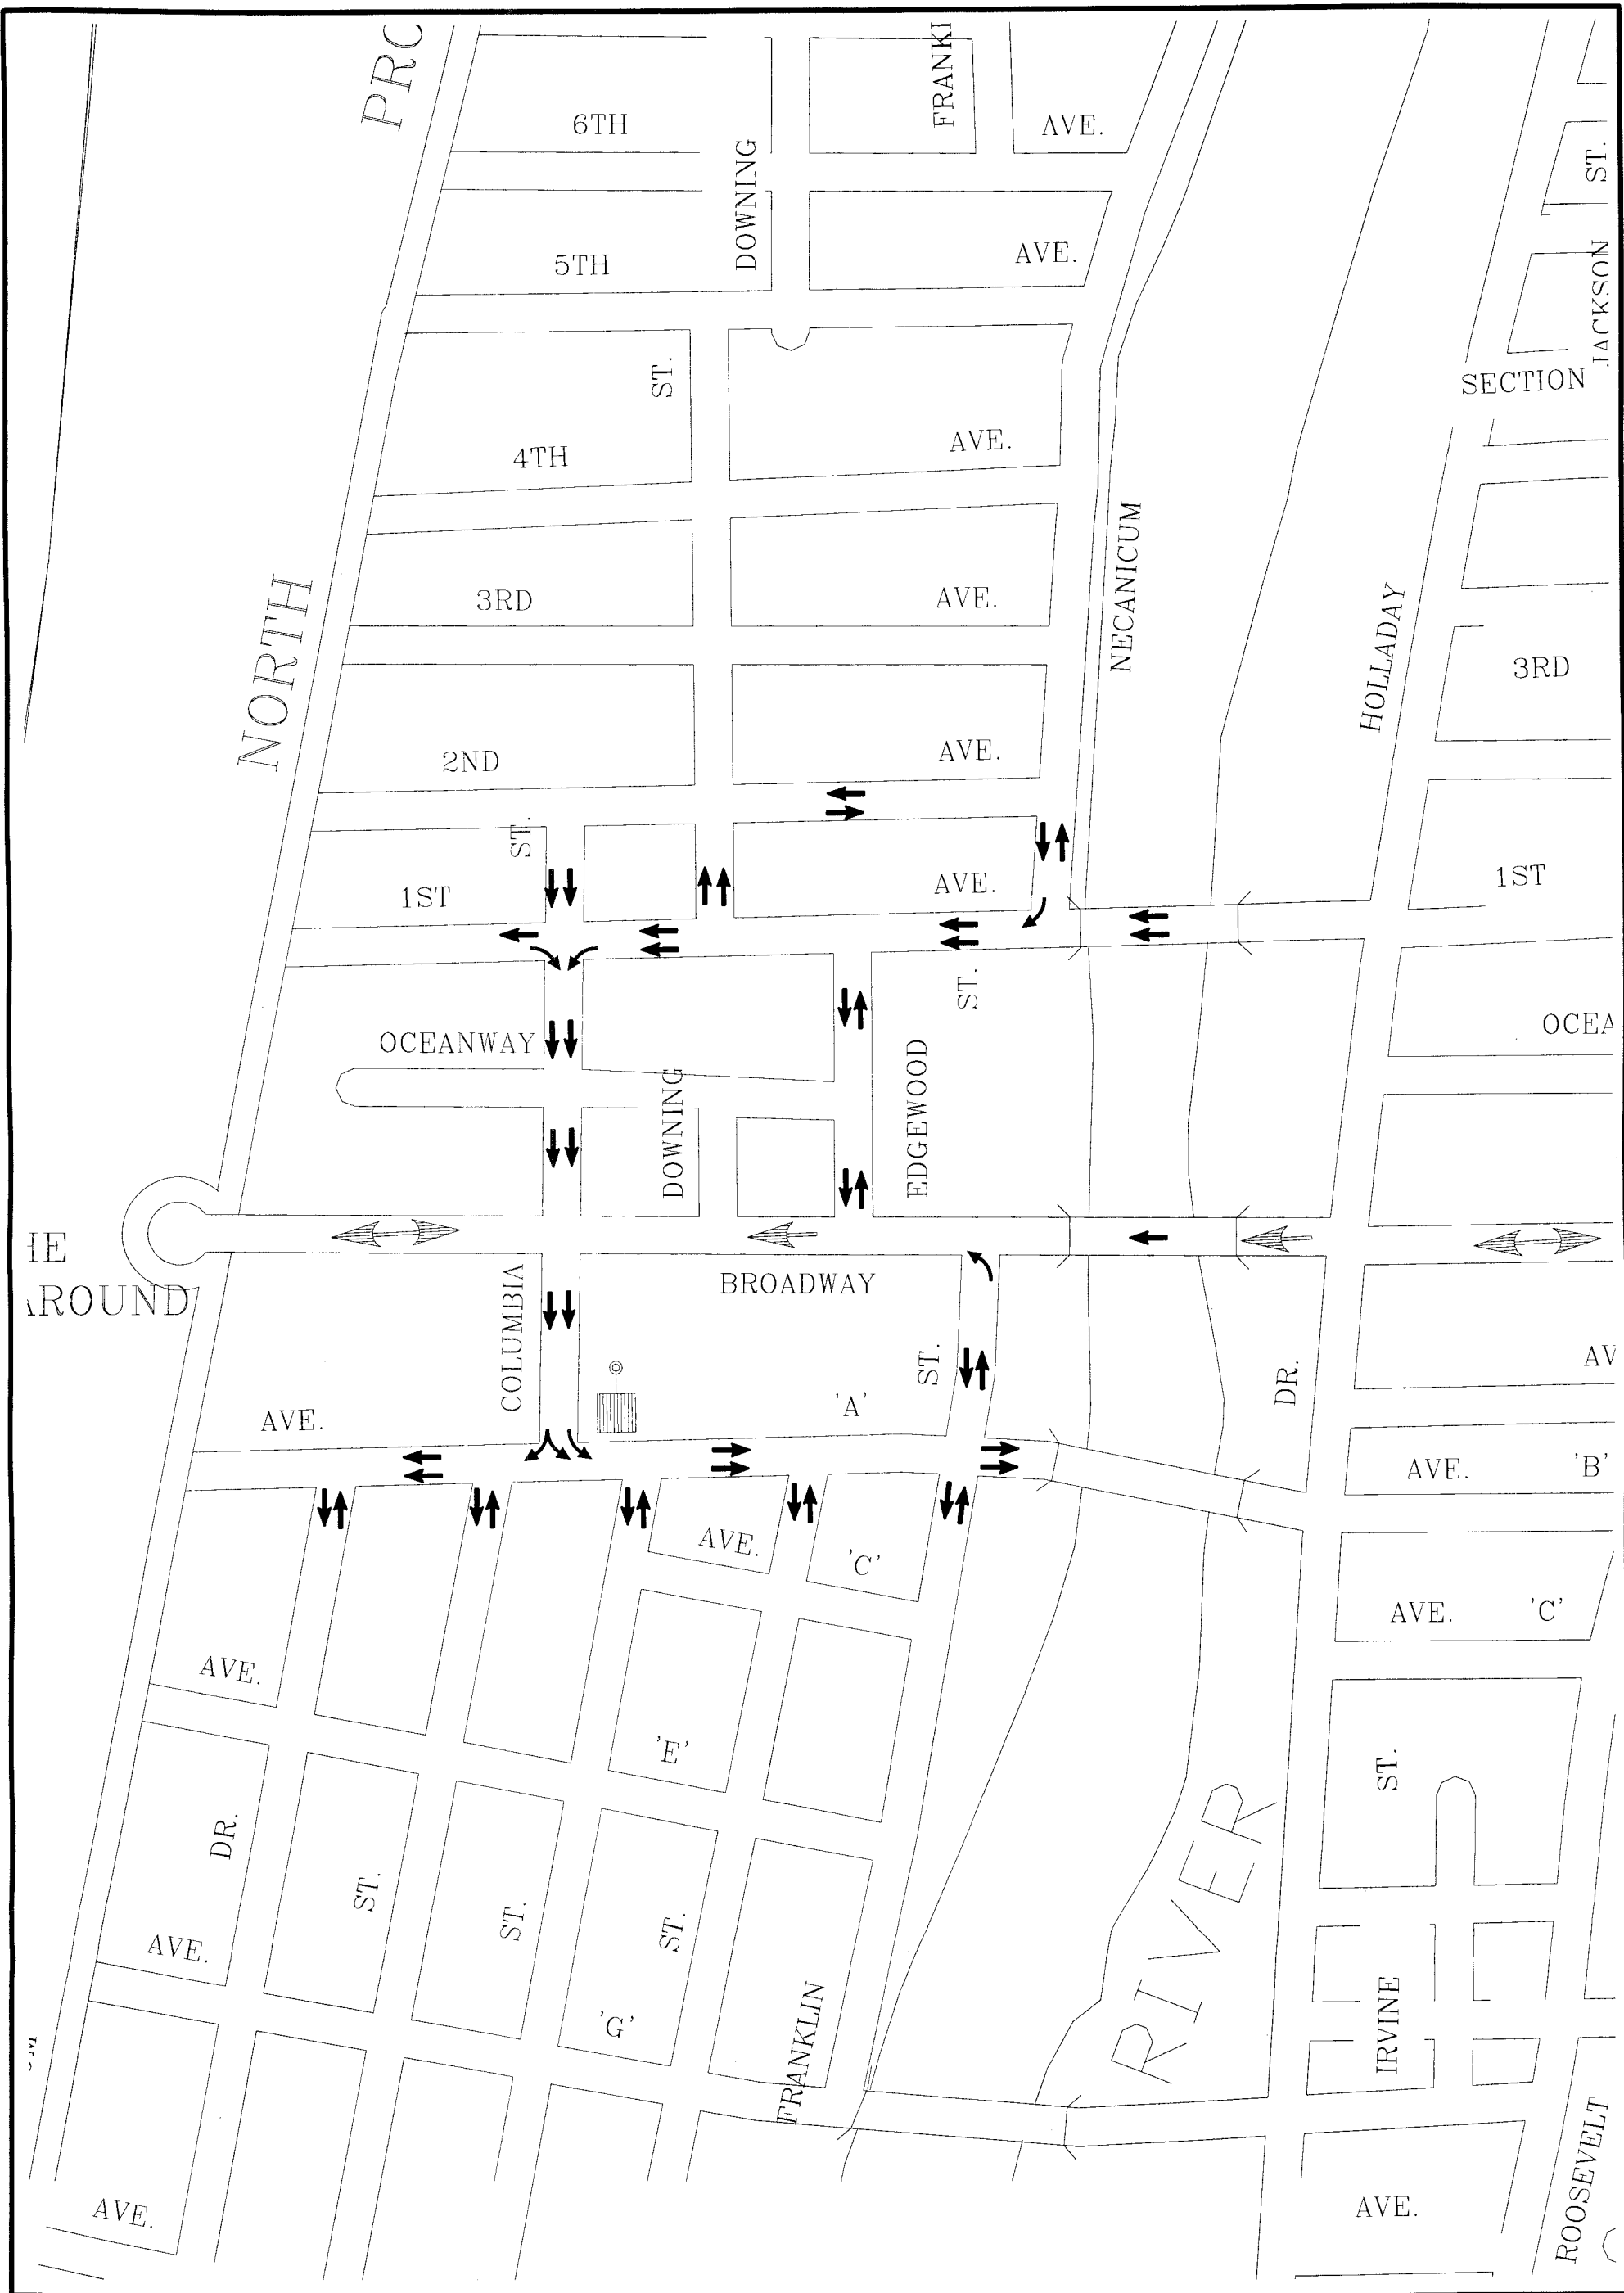 PRO
FRANKI
6TH
AVE.
ST.
DOWNING
5TH
AVE.
JACKSON
ST.
SECTION
4TH
AVE.
NECANICUM
NORTH
3RD
AVE.
HOLLADAY
3RD
2ND
AVE.
ST.
1ST
AVE.
1ST
ST.
OCEANWAY
OCEA
DOWNING
EDGEWOOD
HE
AROUND
BROADWAY
COLUMBIA
ST.
DR.
AV
AVE.
'A'
AVE.
'B'
AVE.
'C'
AVE.
'C'
AVE.
'E'
ST.
DR.
RIVER
ST.
ST.
ST.
AVE.
'G'
FRANKLIN
IRVINE
AVE.
AVE.
ROOSEVELT